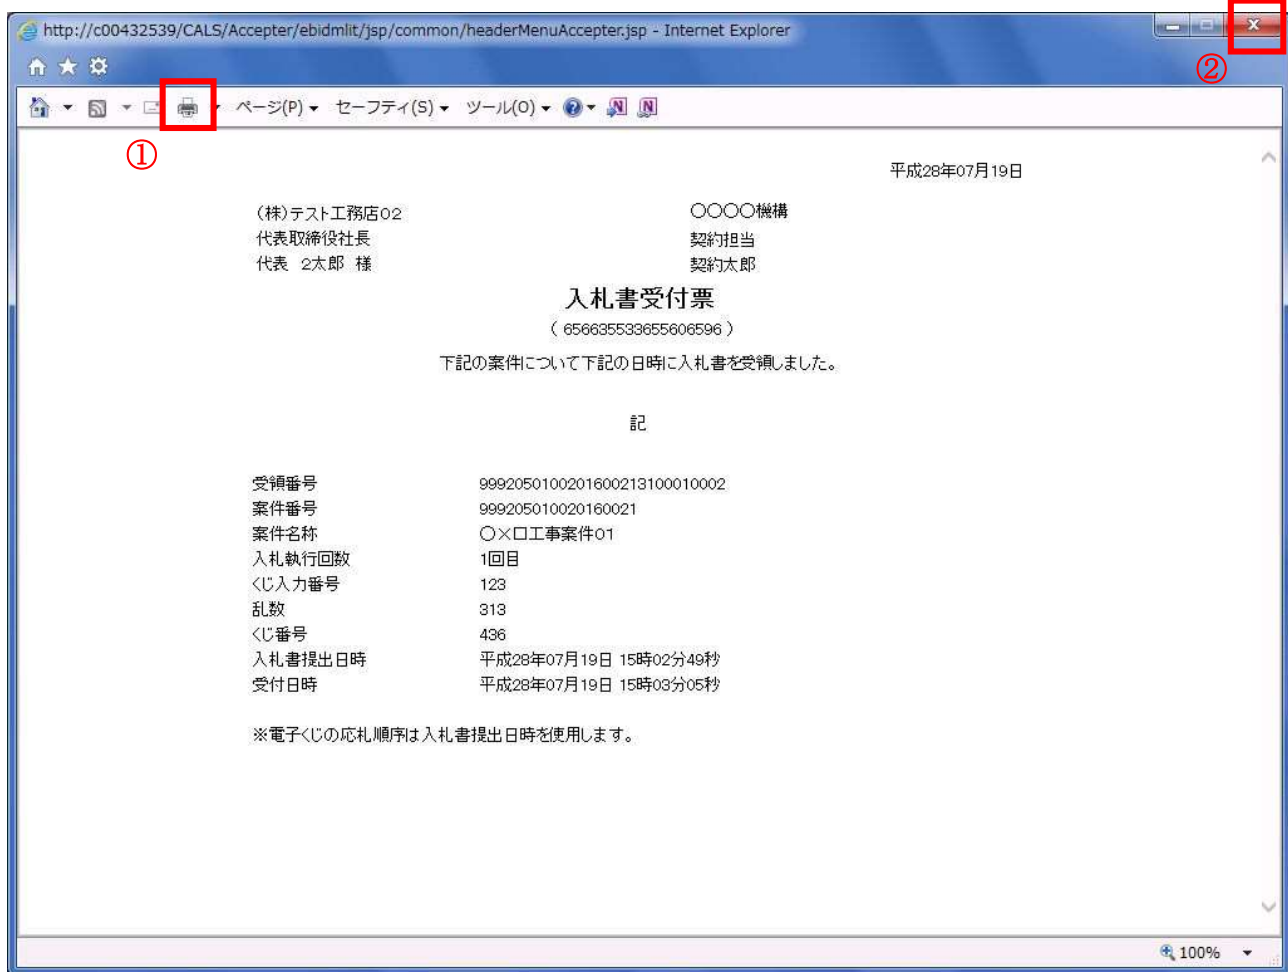 http://c00432539/CALS/Accepter/ebidmlit/jsp/common/headerMenuAccepter.jsp - Internet Explorer
②
ページ(P) セーフティ(S) ツール(O)
①
平成28年07月19日
(株)テスト工務店02 ○○○○機構
代表取締役社長 契約担当
代表 2太郎 様 契約太郎
入札書受付票
( 656635533655606596 )
下記の案件について下記の日時に入札書を受領しました。
記
受領番号 99920501002016002131000​10002
案件番号 999205010020160021
案件名称 ○×口工事案件01
入札執行回数 1回目
くじ入力番号 123
乱数 313
くじ番号 436
入札書提出日時 平成28年07月19日 15時02分49秒
受付日時 平成28年07月19日 15時03分05秒
※電子くじの応札順序は入札書提出日時を使用します。
100%